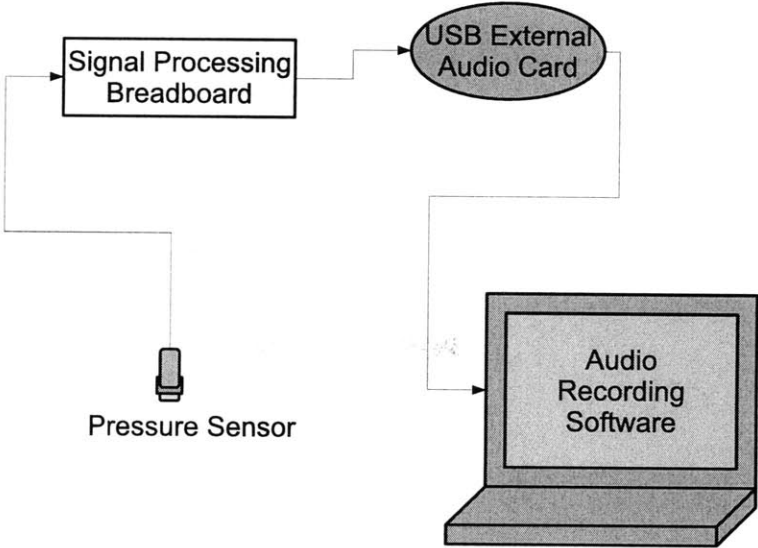 Signal Processing
Breadboard
USB External
Audio Card
Pressure Sensor
Audio
Recording
Software